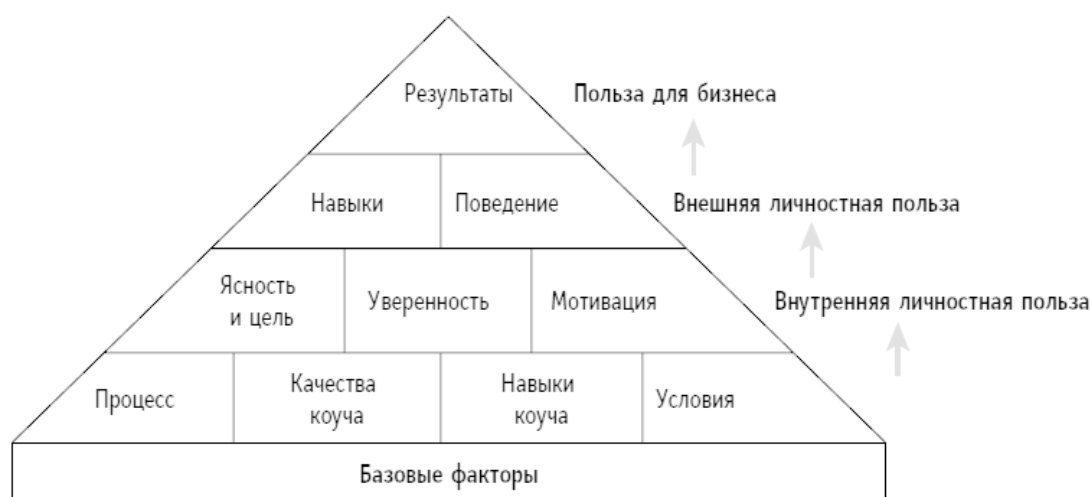 Результаты
Польза для бизнеса
Навыки
Поведение
Внешняя личностная польза
Ясность
и цель
Уверенность
Мотивация
Внутренняя личностная польза
Процесс
Качества
коуча
Навыки
коуча
Условия
Базовые факторы